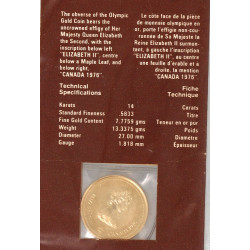 The obverse of the Olympic
Gold Coin bears the
encrowned effigy of Her
Majesty Queen Elizabeth
the Second, with the
inscription below left
"ELIZABETH II", centre
below a Maple Leaf, and
below right,
"CANADA 1976"
Technical
Specifications
Karats 14
Standard Fineness .5833
Fine Gold Content 7.7759 gms
Weight 13.3375 gms
Diameter 27.00 mm
Gauge 1.818 mm
Le côté face de la pièce
de monnaie olympique en
or, porte l'effigie couron-
née de Sa Majesté la
Reine Elizabeth II surmon-
tant, à gauche l'inscription
"ELIZABETH II", au centre
une feuille d'érable et à
droite, la mention
"CANADA 1976"
Fiche
Technique
Carats
Titre
Teneur en or pur
Poids
Diamètre
Épaisseur